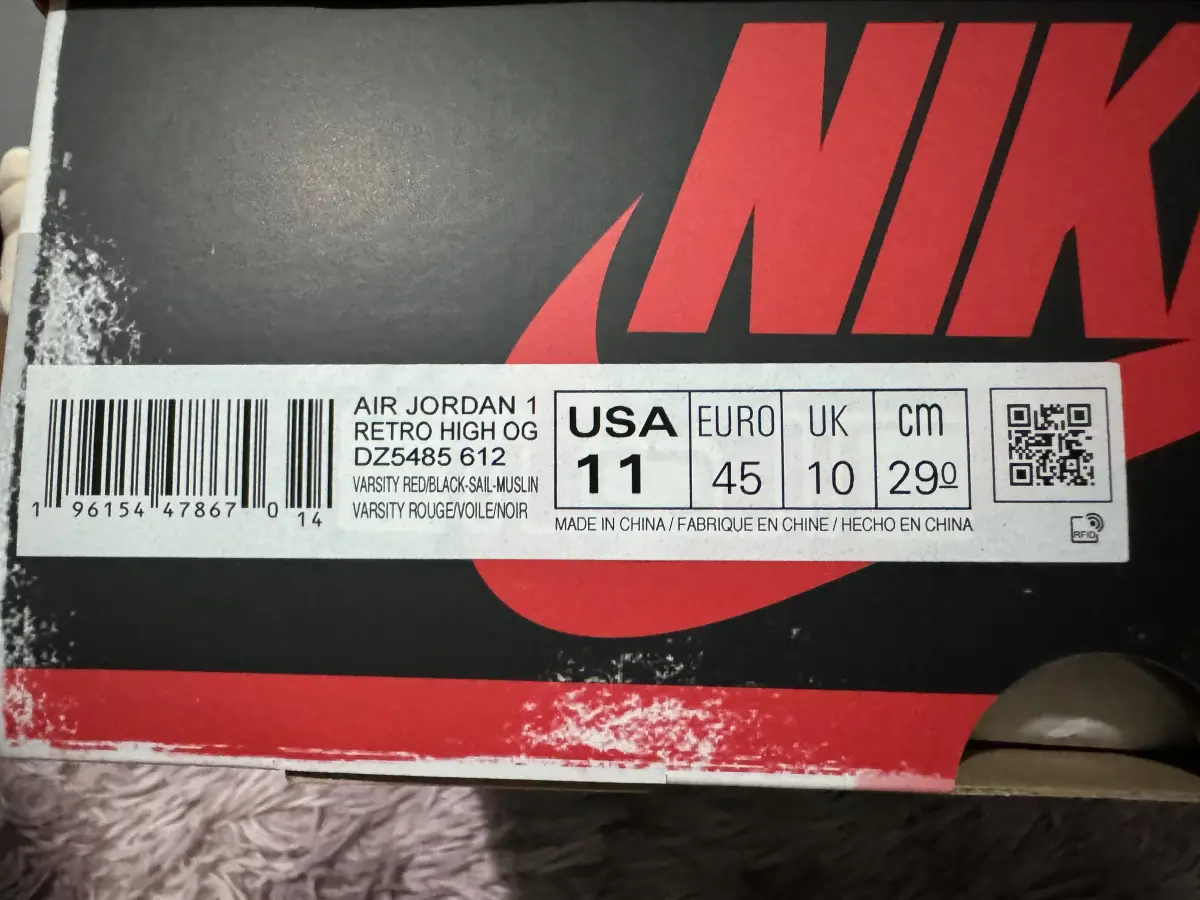 NIK
AIR JORDAN 1
RETRO HIGH OG
DZ5485 612
VARSITY RED/BLACK-SAIL-MUSLIN
VARSITY ROUGE/VOILE/NOIR
1 96154 47867 0 14
USA EURO UK cm
11 45 10 290
MADE IN CHINA / FABRIQUE EN CHINE / HECHO EN CHINA
RFID